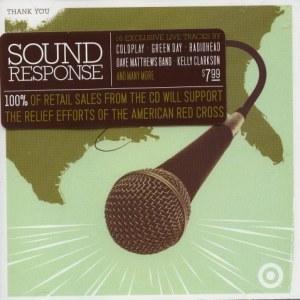 THANK YOU
SOUND
RESPONSE
16 EXCLUSIVE LIVE TRACKS BY
COLDPLAY · GREEN DAY · RADIOHEAD
DAVE MATTHEWS BAND · KELLY CLARKSON
AND MANY MORE
$7.99
100% OF RETAIL SALES FROM THE CD WILL SUPPORT
THE RELIEF EFFORTS OF THE AMERICAN RED CROSS